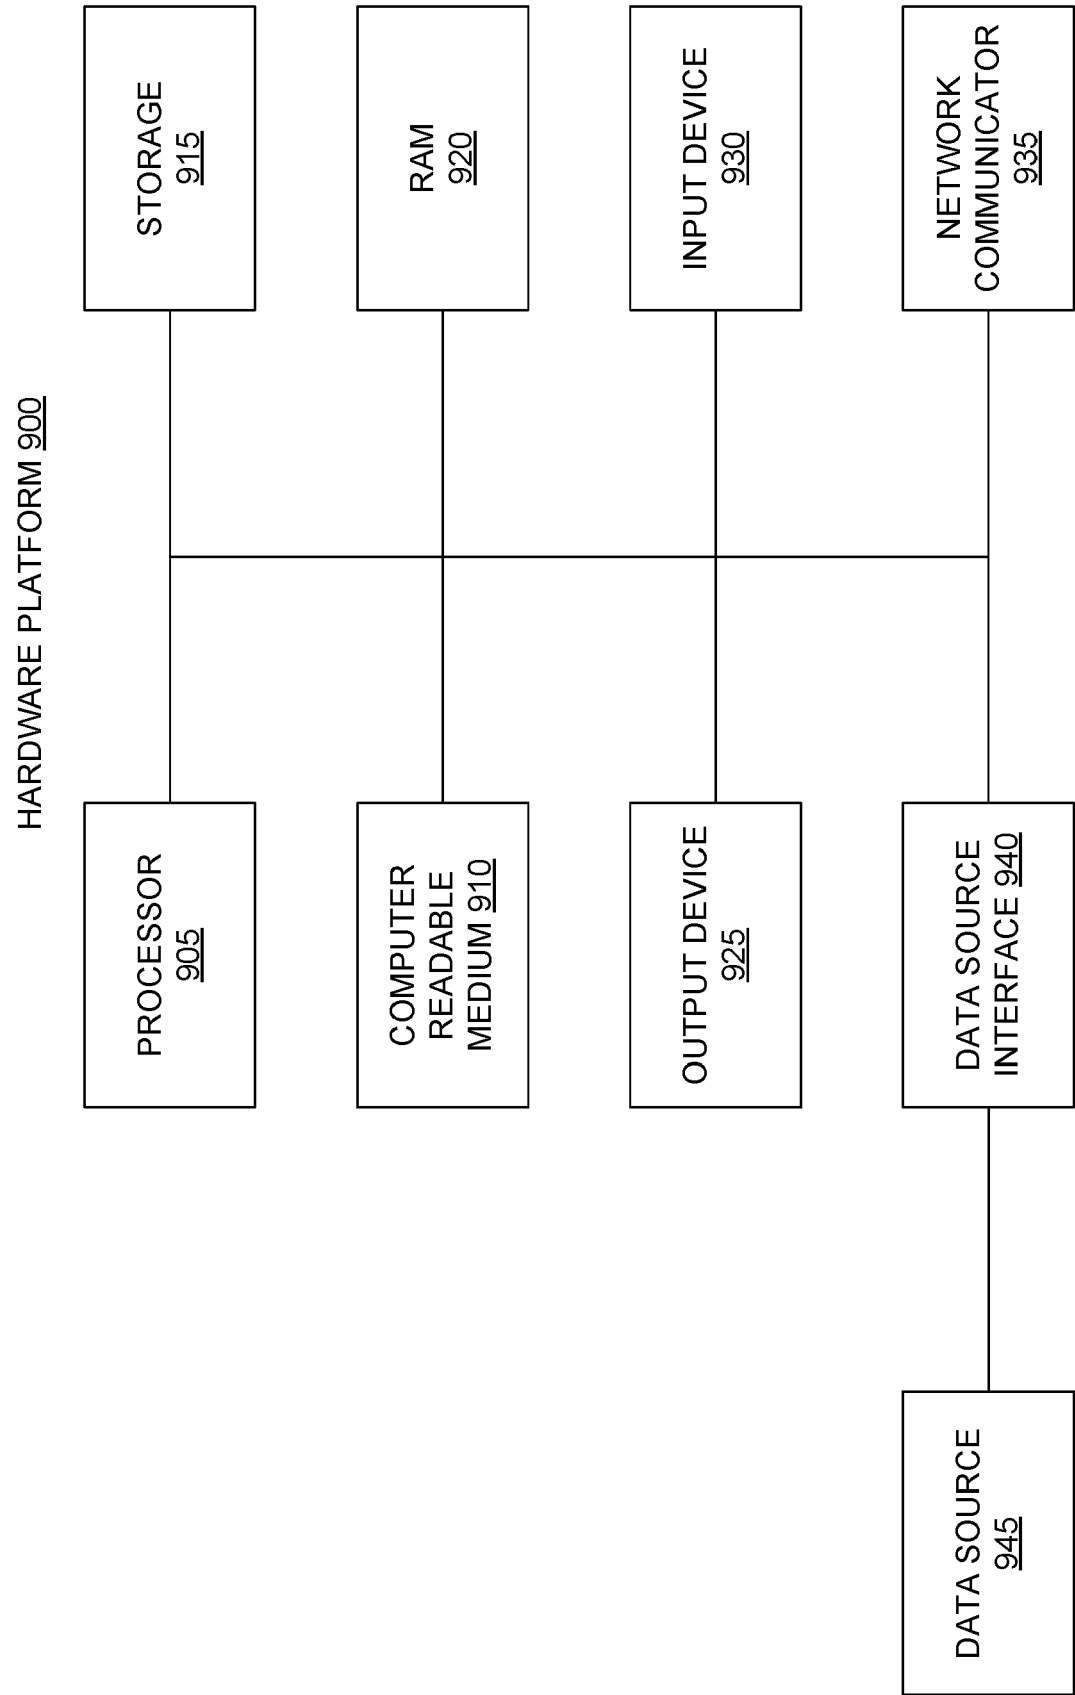 HARDWARE PLATFORM 900
PROCESSOR
905
STORAGE
915
COMPUTER
READABLE
MEDIUM 910
RAM
920
OUTPUT DEVICE
925
INPUT DEVICE
930
DATA SOURCE
945
DATA SOURCE
INTERFACE 940
NETWORK
COMMUNICATOR
935